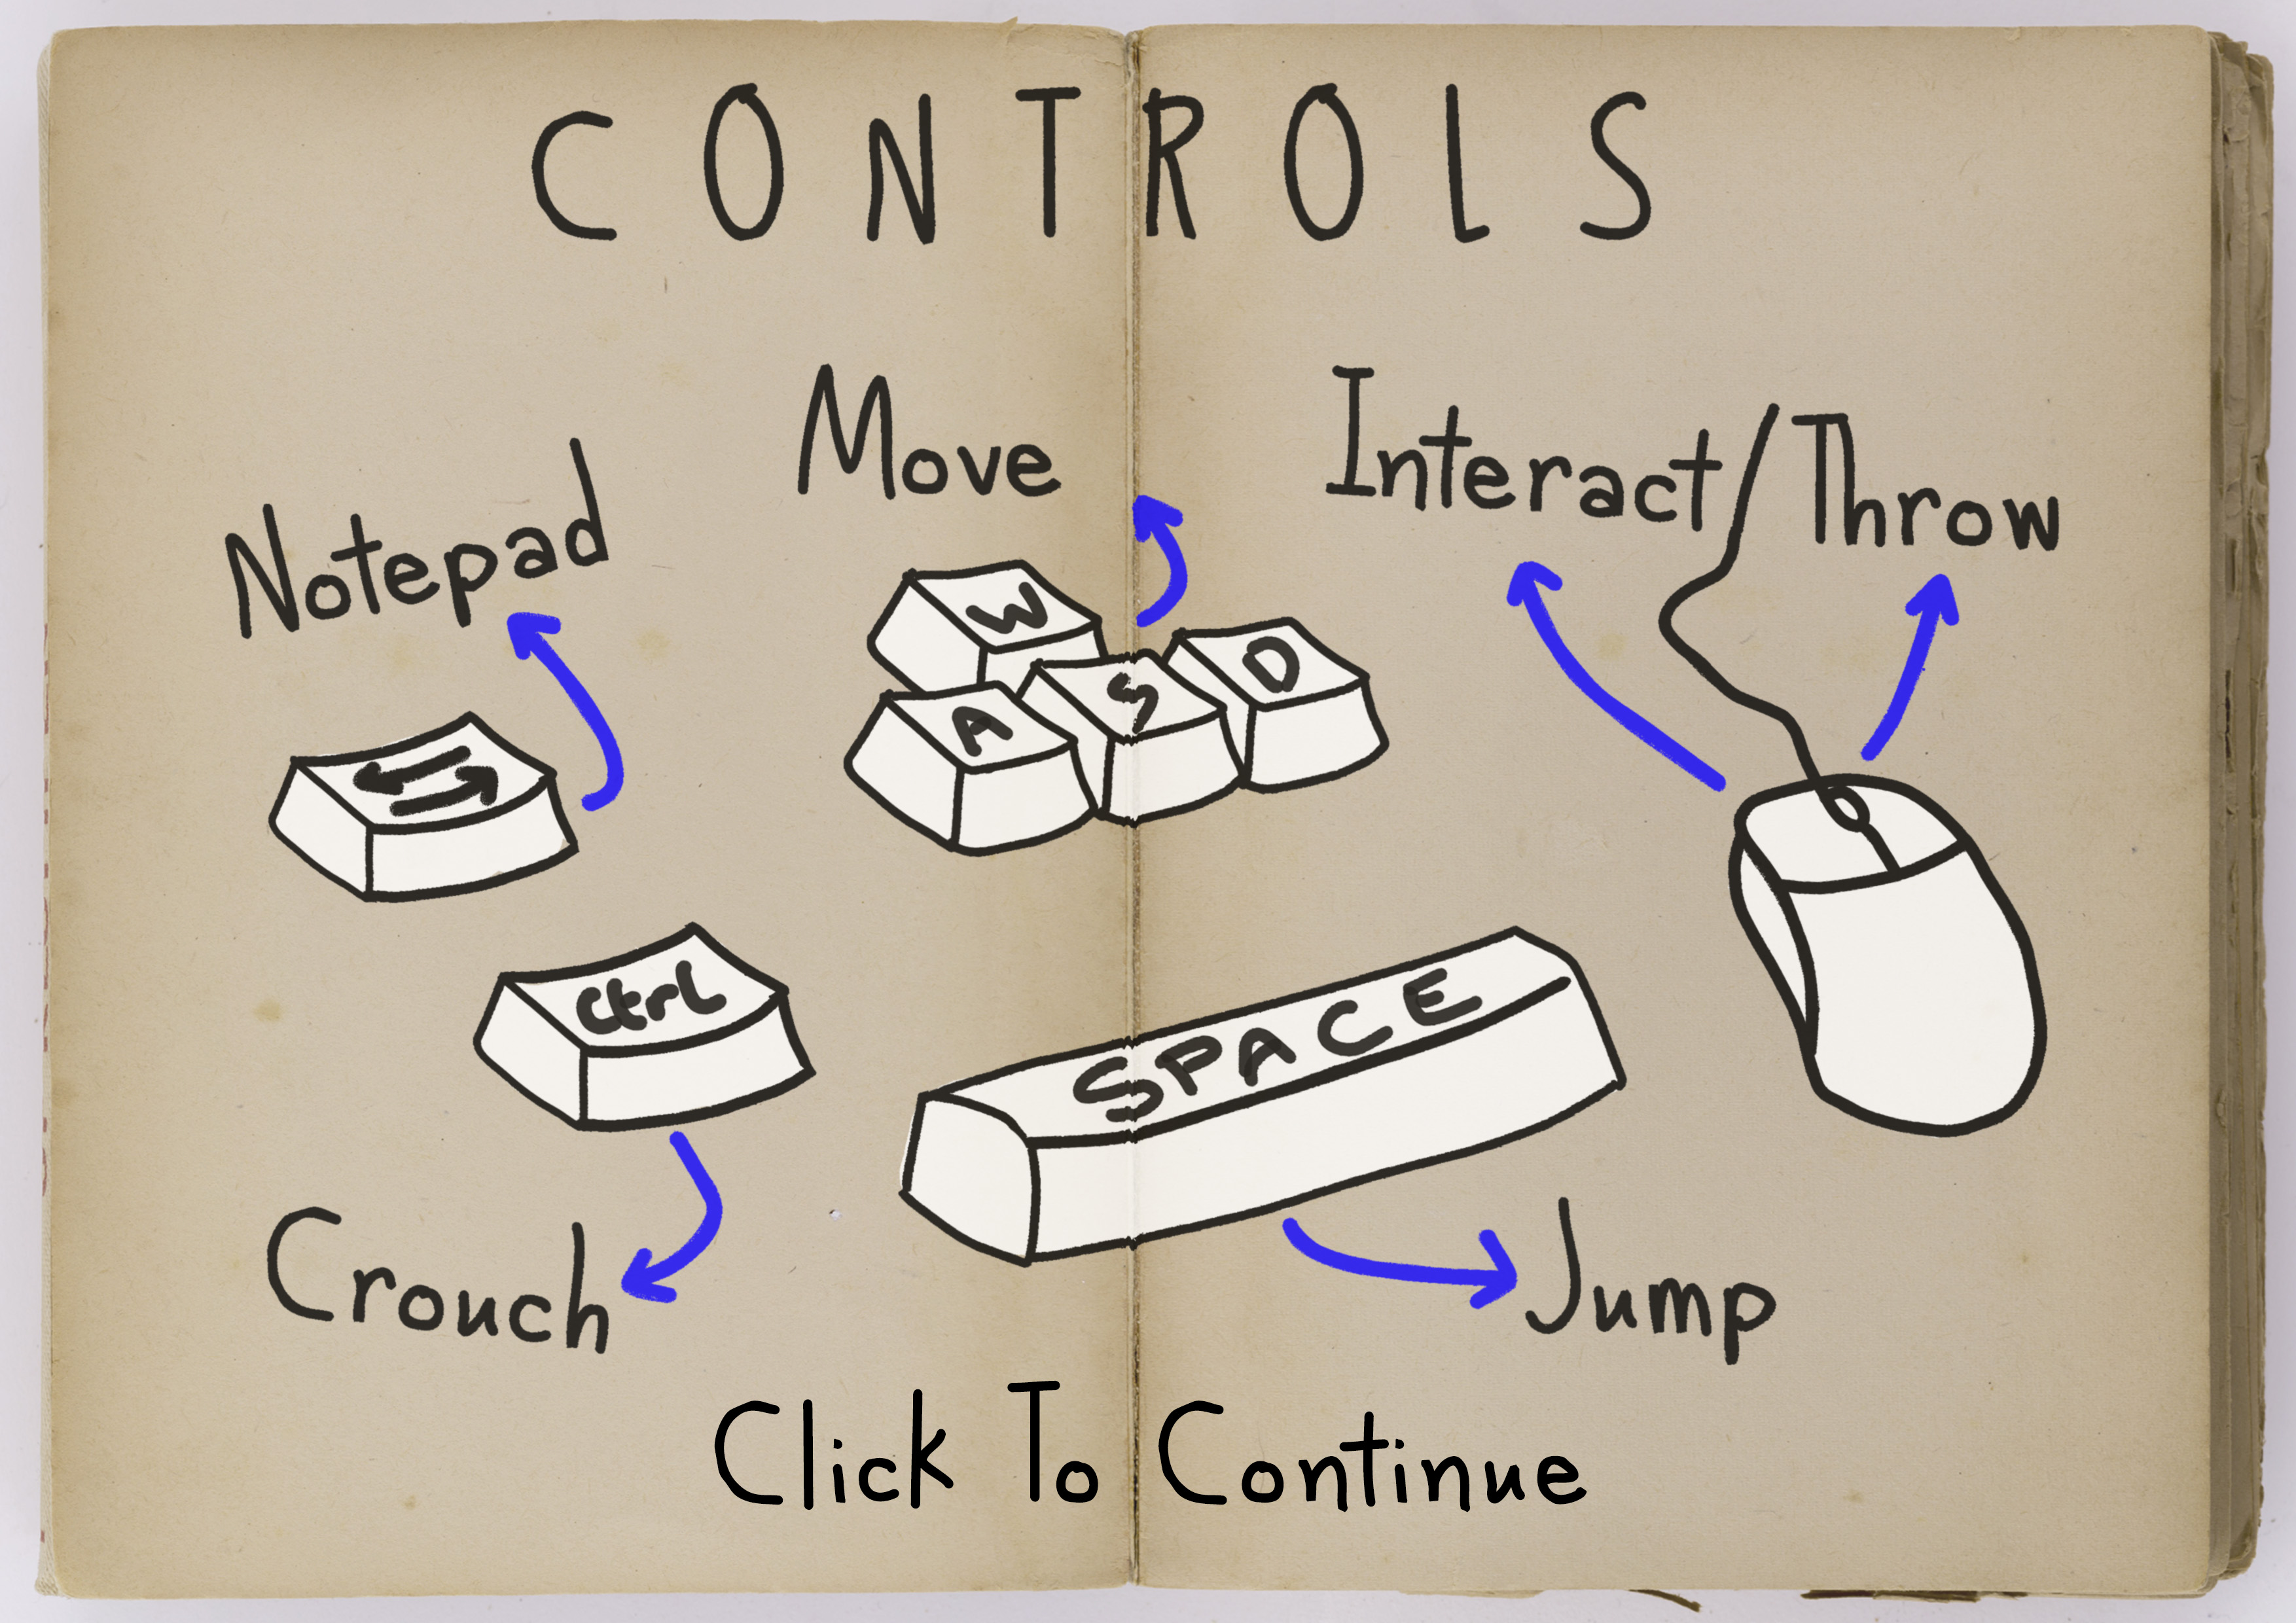 CONTROLS
Move
Interact/Throw
Notepad
W
A S D
Ctrl
SPACE
Crouch
Jump
Click To Continue